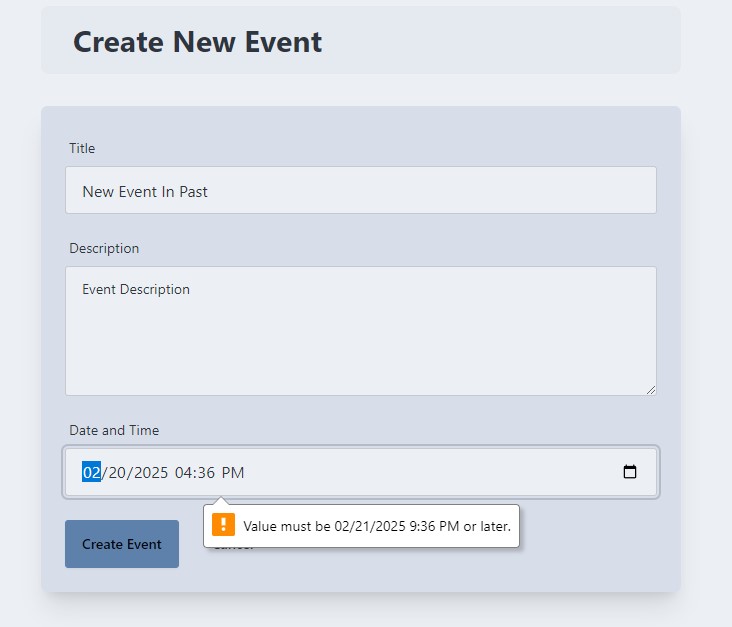 Create New Event
Title
New Event In Past
Description
Event Description
Date and Time
02/20/2025 04:36 PM
Value must be 02/21/2025 9:36 PM or later.
Create Event